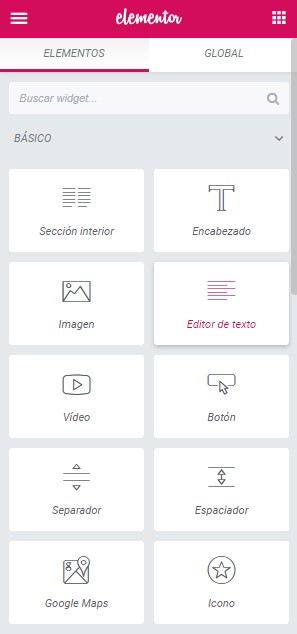 elementor
ELEMENTOS GLOBAL
Buscar widget...
BÁSICO
Sección interior Encabezado
Imagen Editor de texto
Vídeo Botón
Separador Espaciador
Google Maps Icono